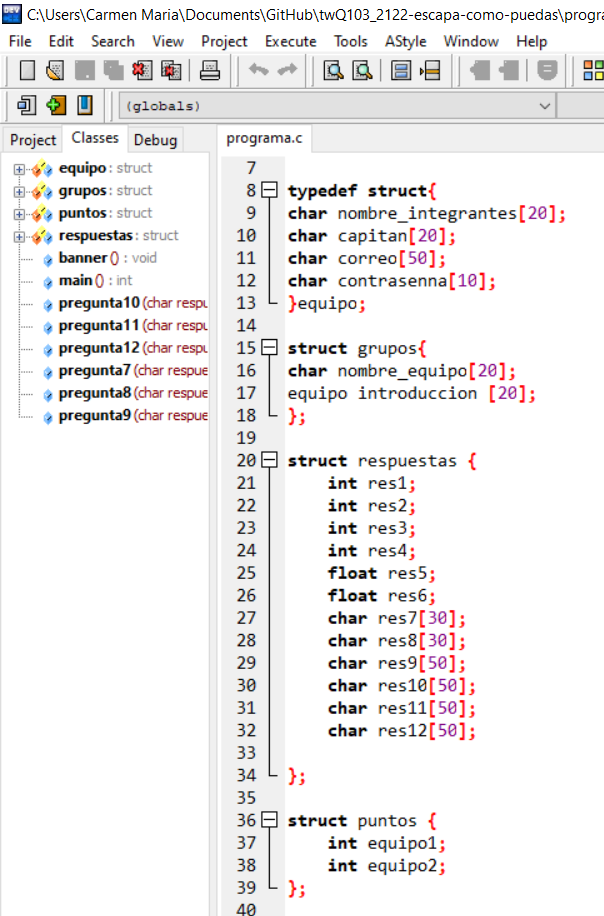 DEV C:\Users\Carmen Maria\Documents\GitHub\twQ103_2122-escapa-como-puedas\progra
File Edit Search View Project Execute Tools AStyle Window Help
(globals)
Project Classes Debug
programa.c
equipo : struct
grupos : struct
puntos : struct
respuestas : struct
banner () : void
main () : int
pregunta10 (char respu
pregunta11 (char respu
pregunta12 (char respu
pregunta7 (char respue
pregunta8 (char respue
pregunta9 (char respue
7
8 typedef struct{
9 char nombre_integrantes[20];
10 char capitan[20];
11 char correo[50];
12 char contrasenna[10];
13 }equipo;
14
15 struct grupos{
16 char nombre_equipo[20];
17 equipo introduccion [20];
18 };
19
20 struct respuestas {
21 int res1;
22 int res2;
23 int res3;
24 int res4;
25 float res5;
26 float res6;
27 char res7[30];
28 char res8[30];
29 char res9[50];
30 char res10[50];
31 char res11[50];
32 char res12[50];
33
34 };
35
36 struct puntos {
37 int equipo1;
38 int equipo2;
39 };
40